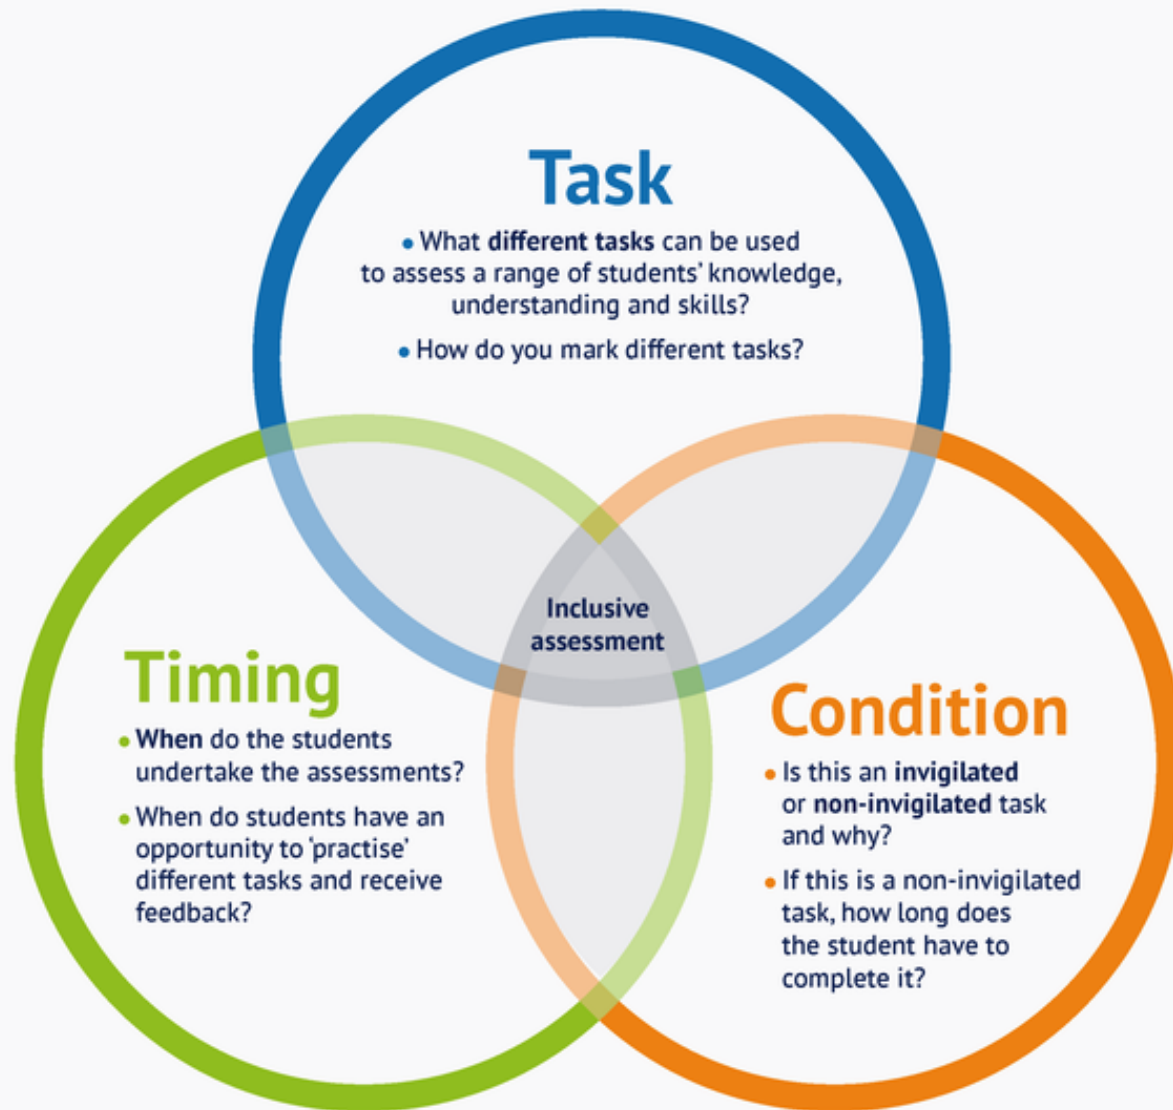 Task
• What different tasks can be used
to assess a range of students' knowledge,
understanding and skills?
• How do you mark different tasks?
Inclusive
assessment
Timing
• When do the students
undertake the assessments?
• When do students have an
opportunity to ‘practise’
different tasks and receive
feedback?
Condition
• Is this an invigilated
or non-invigilated task
and why?
• If this is a non-invigilated
task, how long does
the student have to
complete it?